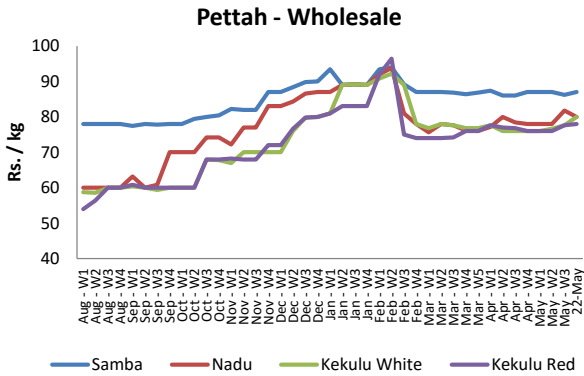 Pettah - Wholesale
Rs. / kg
100
90
80
70
60
50
40
Aug - W1
Aug - W2
Aug - W3
Aug - W4
Sep - W1
Sep - W2
Sep - W3
Sep - W4
Oct - W1
Oct - W2
Oct - W3
Oct - W4
Nov - W1
Nov - W2
Nov - W3
Nov - W4
Dec - W1
Dec - W2
Dec - W3
Dec - W4
Jan - W1
Jan - W2
Jan - W3
Jan - W4
Feb - W1
Feb - W2
Feb - W3
Feb - W4
Mar - W1
Mar - W2
Mar - W3
Mar - W4
Mar - W5
Apr - W1
Apr - W2
Apr - W3
Apr - W4
May - W1
May - W2
May - W3
22-May
Samba Nadu Kekulu White Kekulu Red